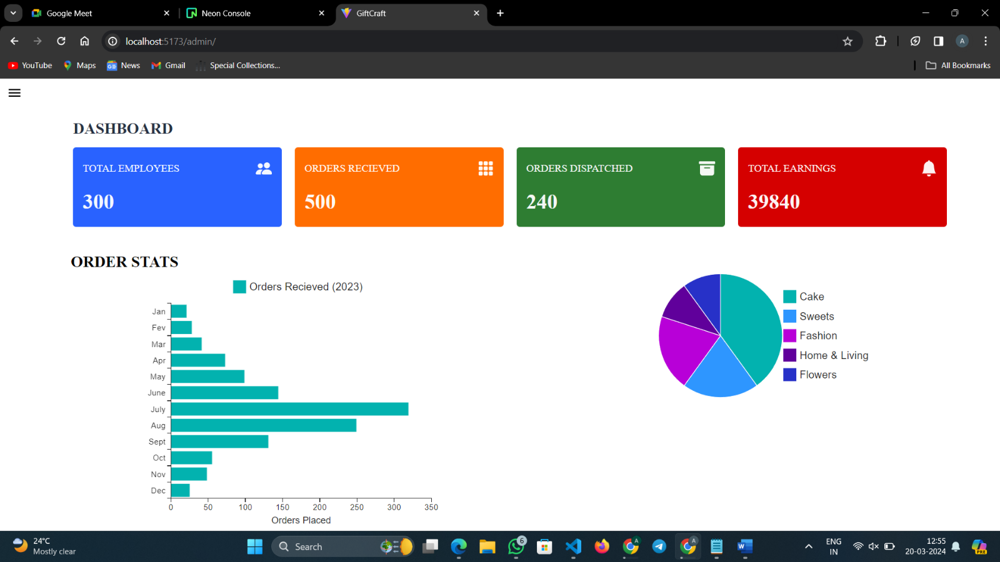 Google Meet
Neon Console
GiftCraft
localhost:5173/admin/
A
YouTube
Maps
News
Gmail
Special Collections...
All Bookmarks
DASHBOARD
TOTAL EMPLOYEES
300
ORDERS RECIEVED
500
ORDERS DISPATCHED
240
TOTAL EARNINGS
39840
ORDER STATS
Orders Recieved (2023)
Jan
Fev
Mar
Apr
May
June
July
Aug
Sept
Oct
Nov
Dec
0 50 100 150 200 250 300 350
Orders Placed
Cake
Sweets
Fashion
Home & Living
Flowers
24°C
Mostly clear
Search
6
A
A
ENG
IN
12:55
20-03-2024
PRE